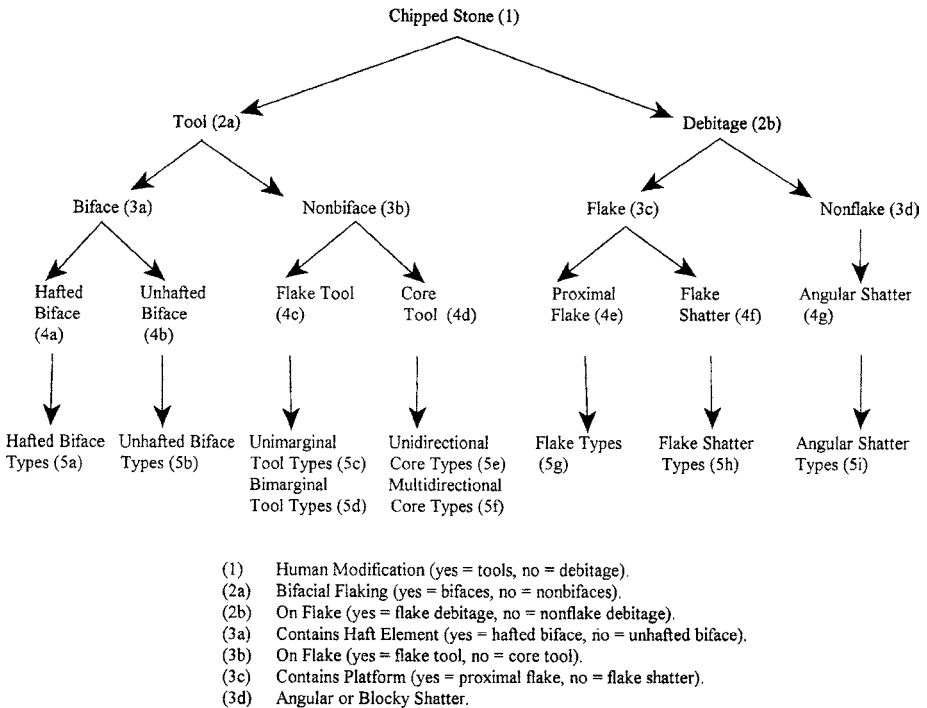 Chipped Stone (1)
Tool (2a)
Debitage (2b)
Biface (3a)
Nonbiface (3b)
Flake (3c)
Nonflake (3d)
Hafted
Biface
(4a)
Unhafted
Biface
(4b)
Flake Tool
(4c)
Core
Tool (4d)
Proximal
Flake (4e)
Flake
Shatter (4f)
Angular Shatter
(4g)
Hafted Biface
Types (5a)
Unhafted Biface
Types (5b)
Unimarginal
Tool Types (5c)
Bimarginal
Tool Types (5d)
Unidirectional
Core Types (5e)
Multidirectional
Core Types (5f)
Flake Types
(5g)
Flake Shatter
Types (5h)
Angular Shatter
Types (5i)
(1) Human Modification (yes = tools, no = debitage).
(2a) Bifacial Flaking (yes = bifaces, no = nonbifaces).
(2b) On Flake (yes = flake debitage, no = nonflake debitage).
(3a) Contains Haft Element (yes = hafted biface, no = unhafted biface).
(3b) On Flake (yes = flake tool, no = core tool).
(3c) Contains Platform (yes = proximal flake, no = flake shatter).
(3d) Angular or Blocky Shatter.